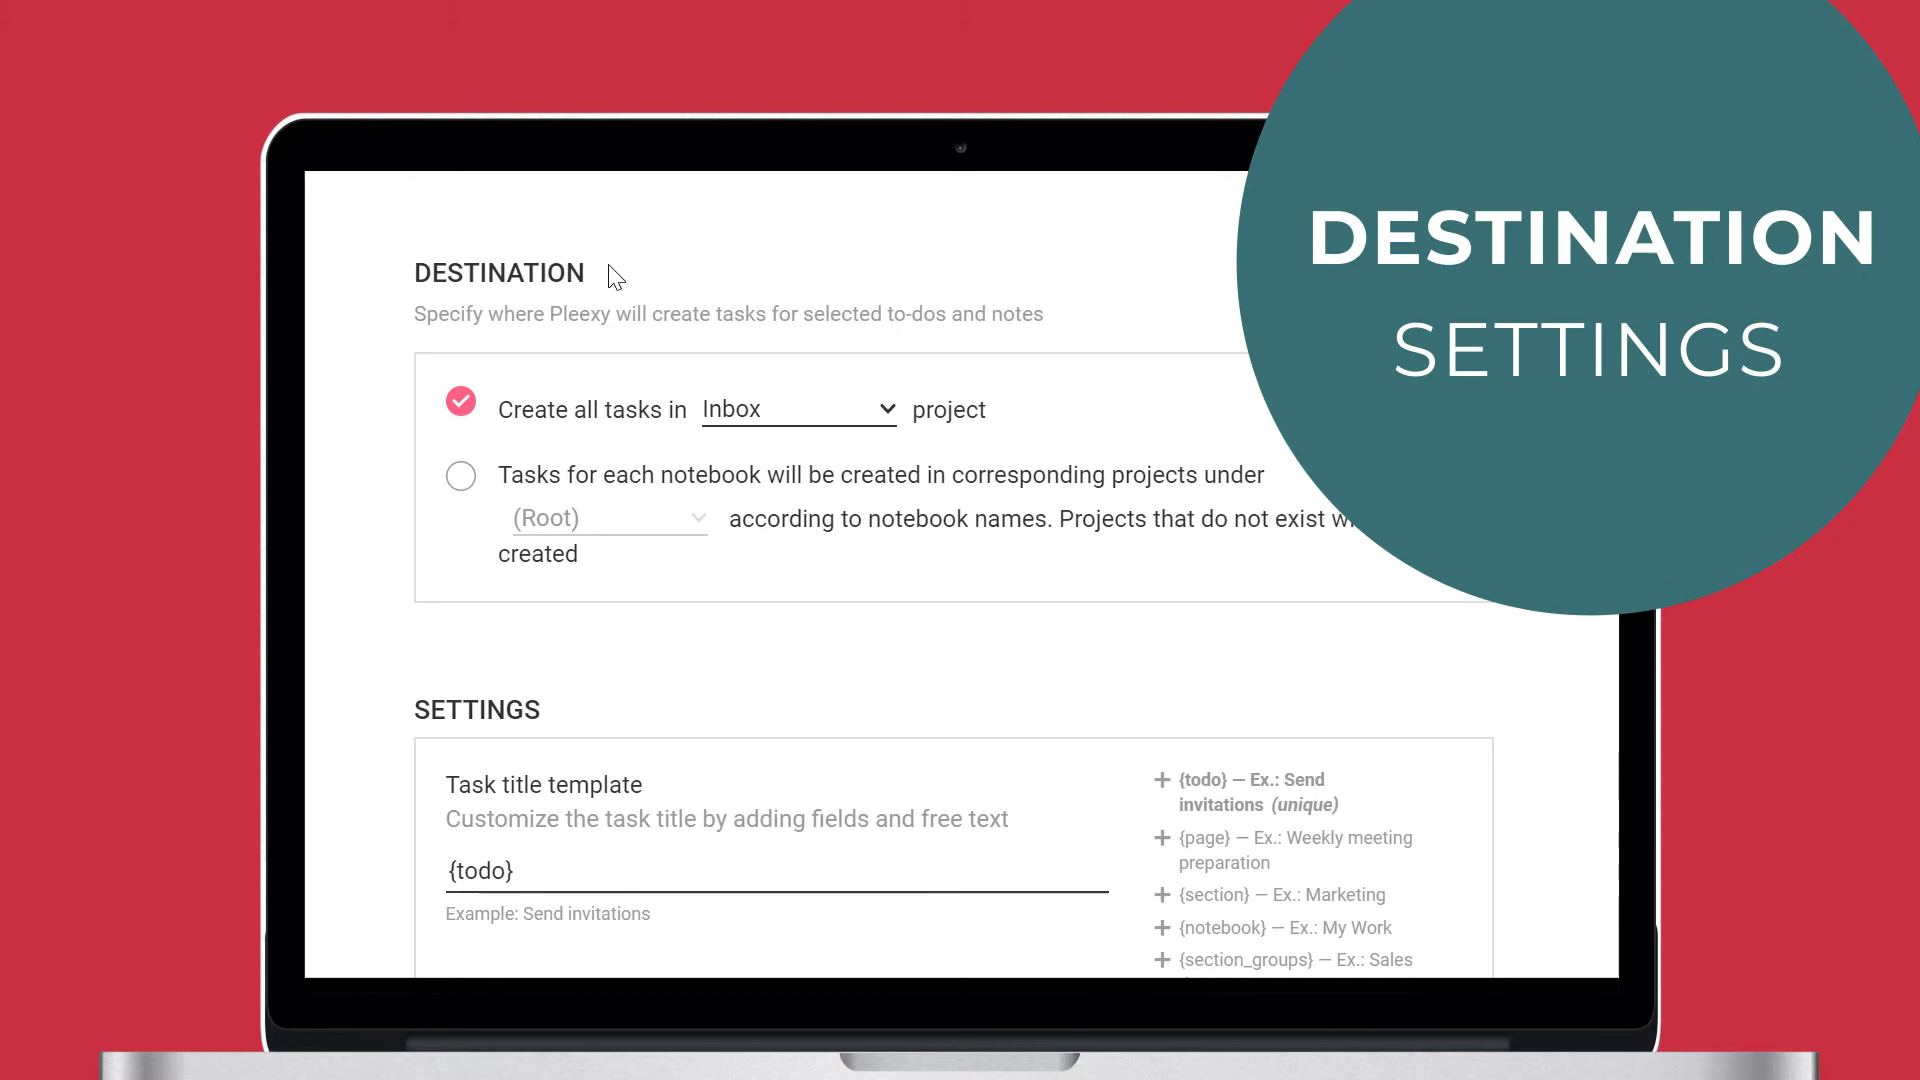 DESTINATION
SETTINGS
DESTINATION
Specify where Pleexy will create tasks for selected to-dos and notes
Create all tasks in Inbox project
Tasks for each notebook will be created in corresponding projects under
(Root) according to notebook names. Projects that do not exist
created
SETTINGS
Task title template
Customize the task title by adding fields and free text
{todo}
Example: Send invitations
{todo} — Ex.: Send
invitations (unique)
{page} — Ex.: Weekly meeting
preparation
{section} — Ex.: Marketing
{notebook} — Ex.: My Work
{section_groups} — Ex.: Sales